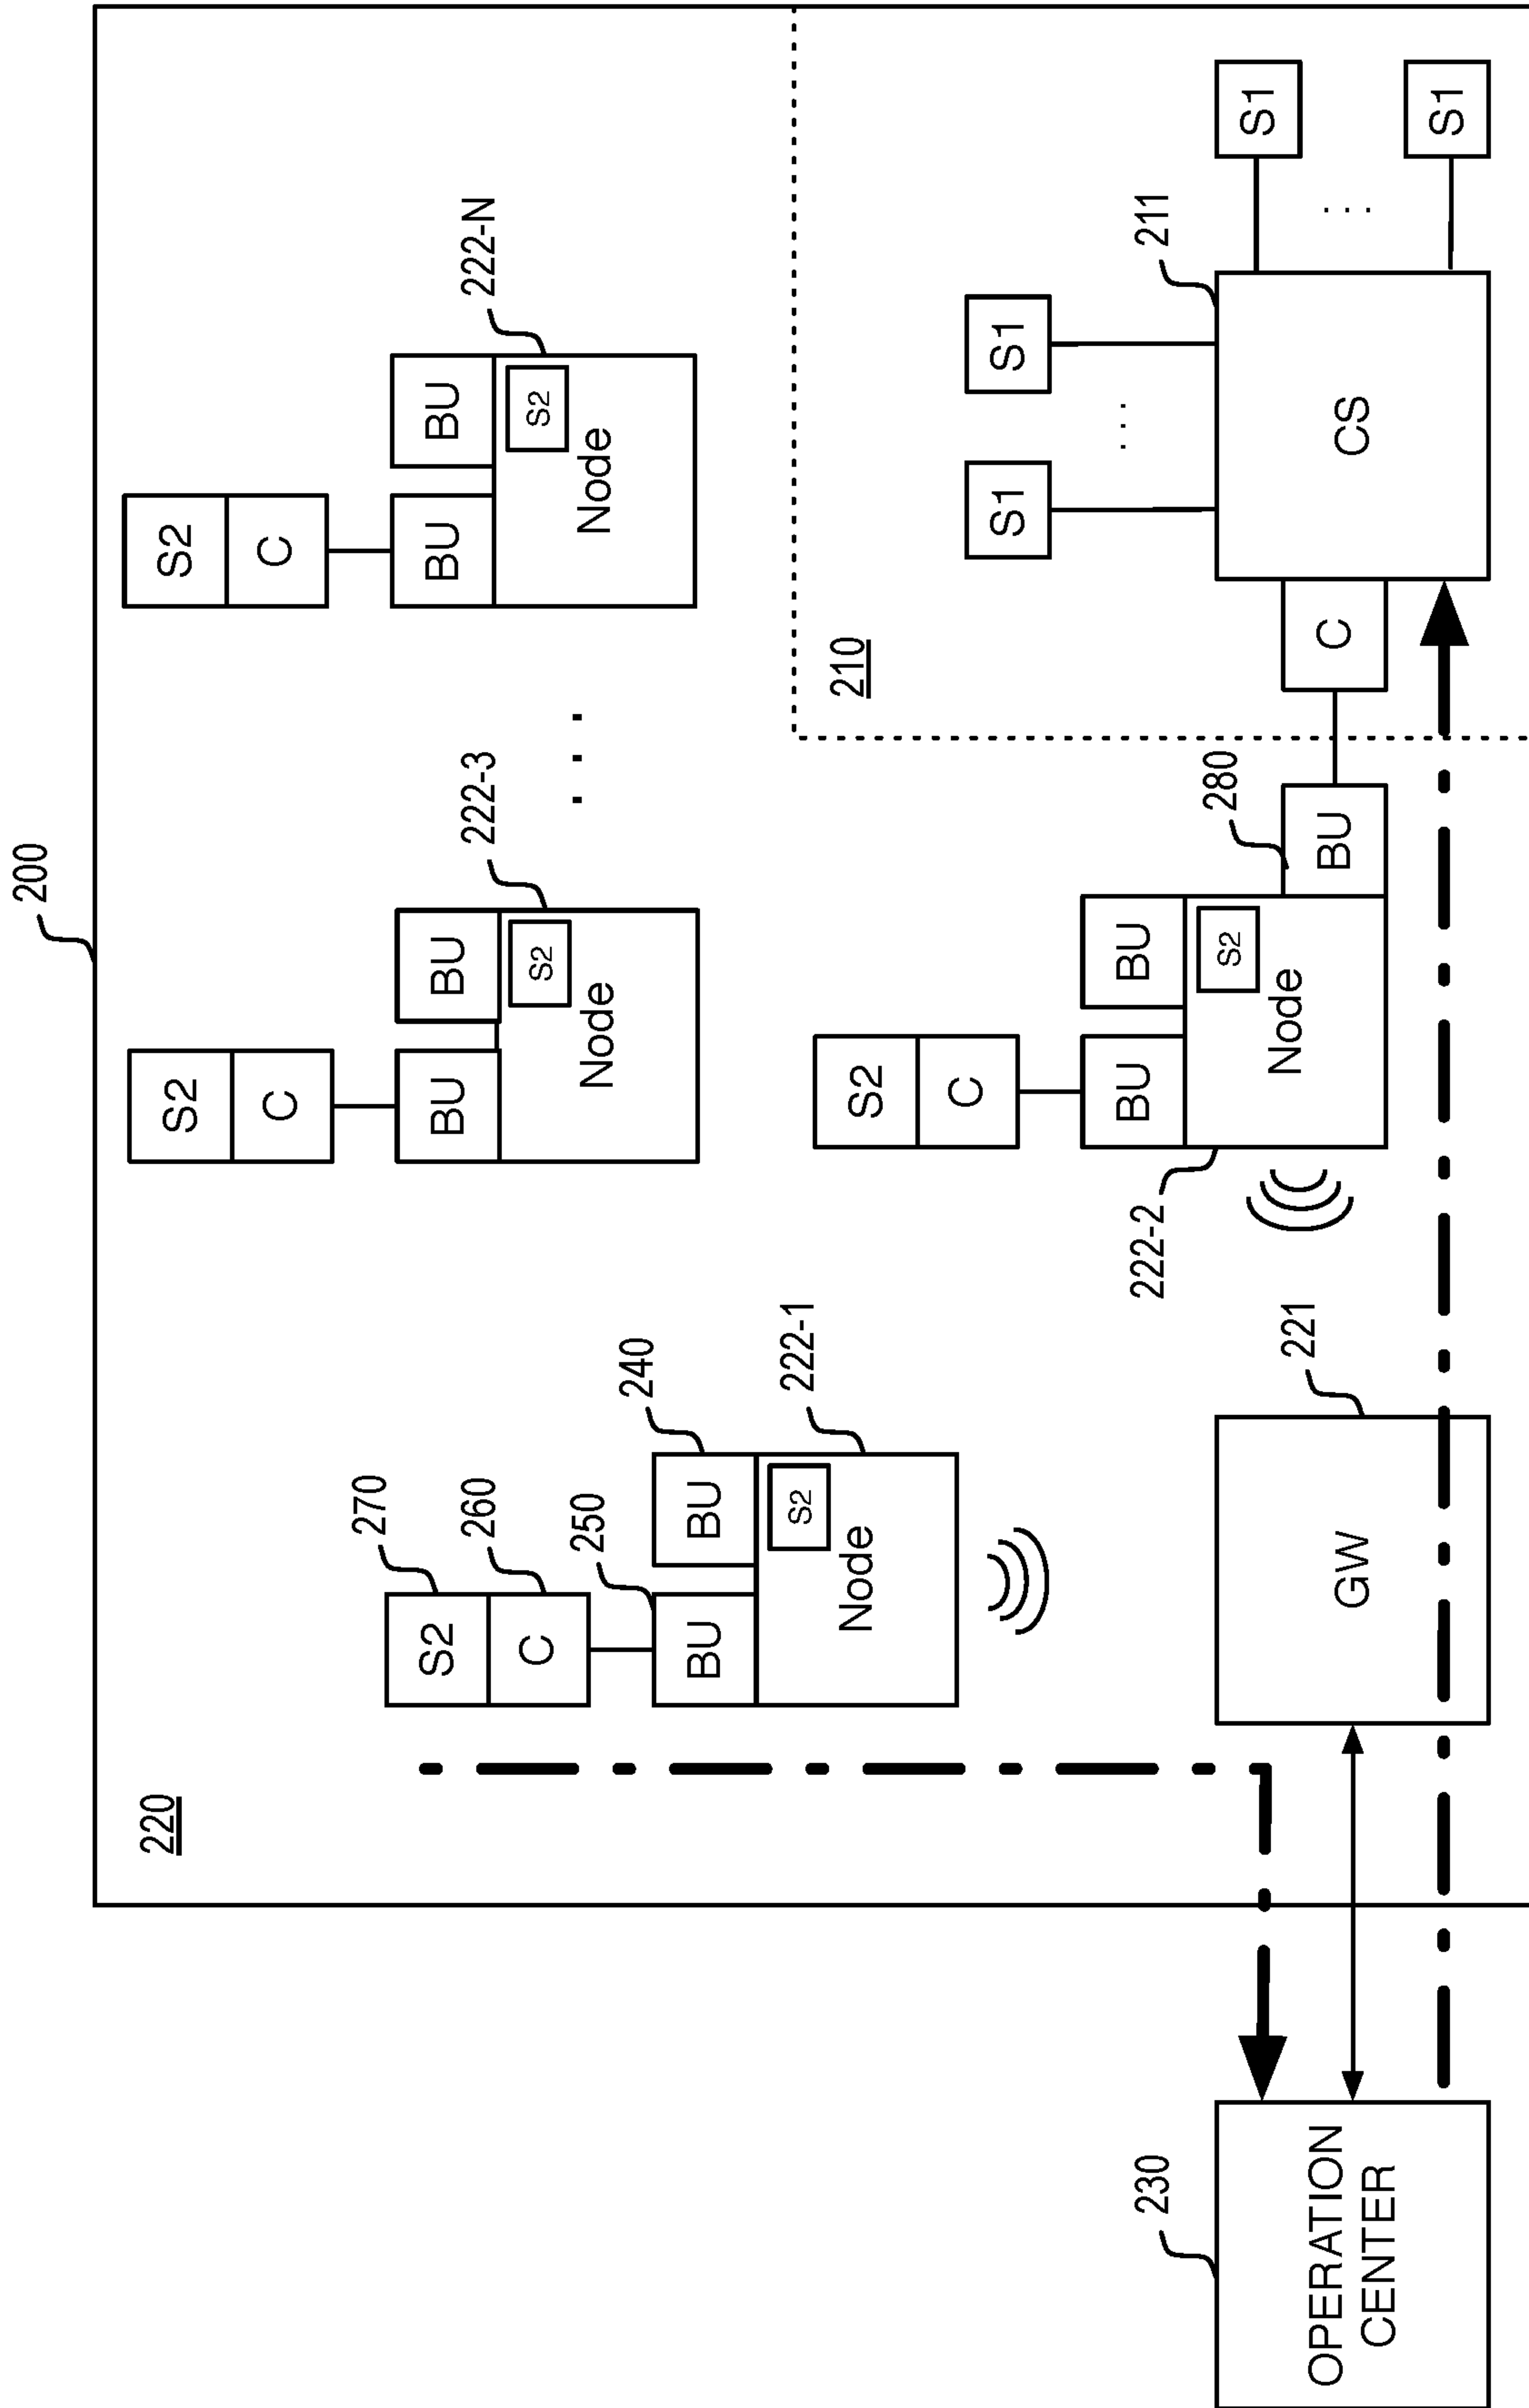 200
220
S2
S2
C
C
270
S2
BU
BU
BU
BU
222-3
222-N
260
C
S2
S2
250
Node
. . .
Node
240
BU
BU
222-1
S2
210
Node
S2
C
S1
S1
. . .
BU
BU
230
222-2
211
280
S2
S1
Node
221
OPERATION
CENTER
GW
BU
C
CS
. . .
S1